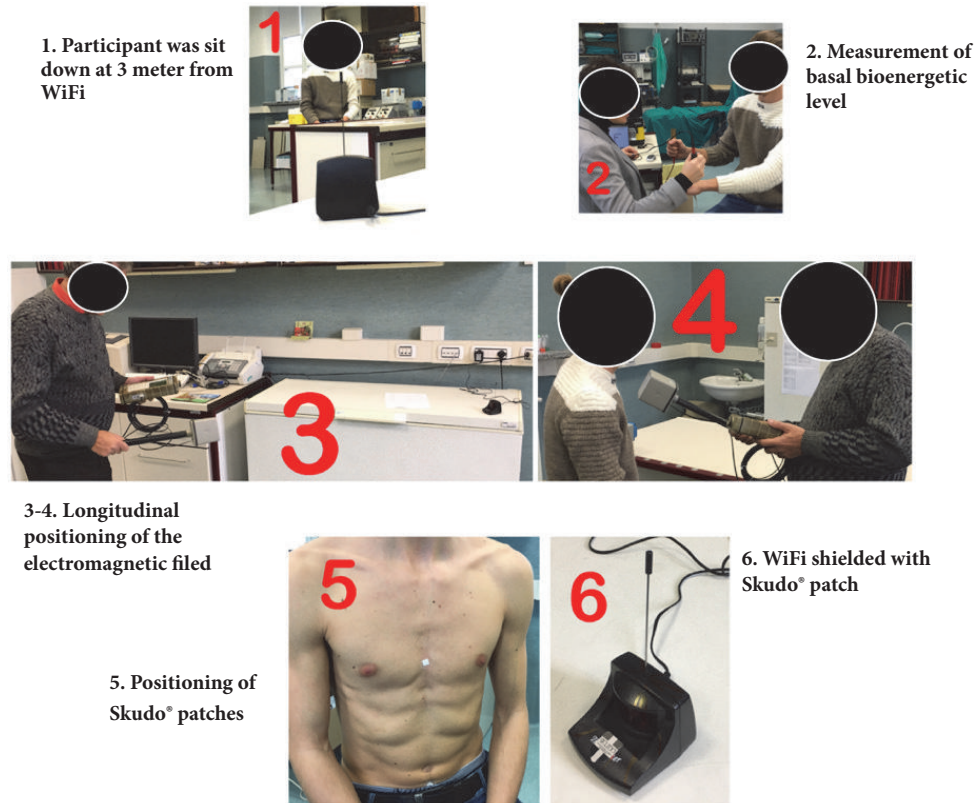 1. Participant was sit
down at 3 meter from
WiFi
1
2
2. Measurement of
basal bioenergetic
level
3
4
3-4. Longitudinal
positioning of the
electromagnetic filed
5
6
6. WiFi shielded with
Skudo® patch
5. Positioning of
Skudo® patches